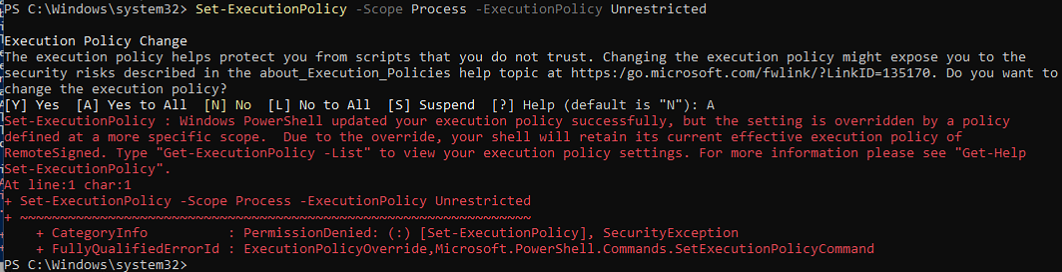 PS C:\Windows\system32> Set-ExecutionPolicy -Scope Process -ExecutionPolicy Unrestricted
Execution Policy Change
The execution policy helps protect you from scripts that you do not trust. Changing the execution policy might expose you to the
security risks described in the about_Execution_Policies help topic at https:/go.microsoft.com/fwlink/?LinkID=135170. Do you want to
change the execution policy?
[Y] Yes  [A] Yes to All  [N] No  [L] No to All  [S] Suspend  [?] Help (default is "N"): A
Set-ExecutionPolicy : Windows PowerShell updated your execution policy successfully, but the setting is overridden by a policy
defined at a more specific scope.  Due to the override, your shell will retain its current effective execution policy of
RemoteSigned. Type "Get-ExecutionPolicy -List" to view your execution policy settings. For more information please see "Get-Help
Set-ExecutionPolicy".
At line:1 char:1
+ Set-ExecutionPolicy -Scope Process -ExecutionPolicy Unrestricted
+ ~~~~~~~~~~~~~~~~~~~~~~~~~~~~~~~~~~~~~~~~~~~~~~~~~~~~~~~~~~~~~~~~
    + CategoryInfo          : PermissionDenied: (:) [Set-ExecutionPolicy], SecurityException
    + FullyQualifiedErrorId : ExecutionPolicyOverride,Microsoft.PowerShell.Commands.SetExecutionPolicyCommand
PS C:\Windows\system32>